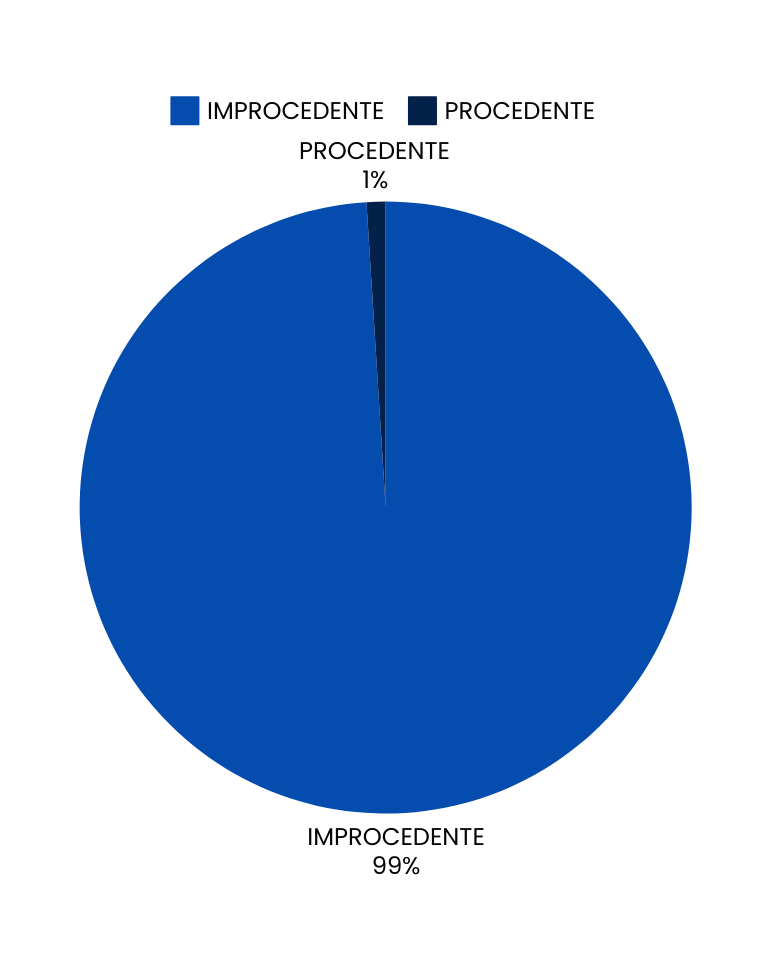 IMPROCEDENTE PROCEDENTE
PROCEDENTE
1%
IMPROCEDENTE
99%